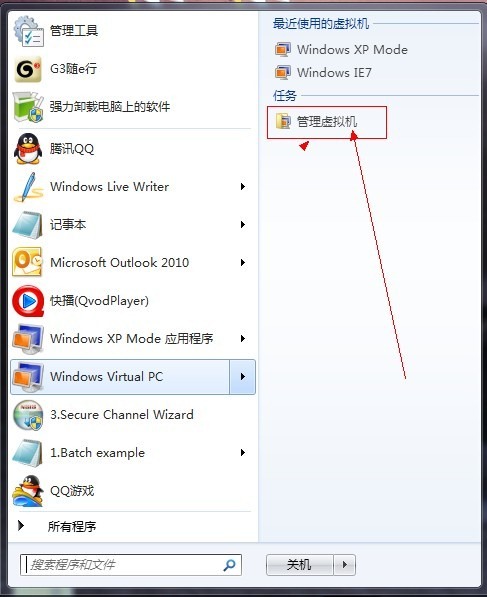 管理工具
G3随e行
强力卸载电脑上的软件
腾讯QQ
Windows Live Writer
记事本
Microsoft Outlook 2010
快播(QvodPlayer)
Windows XP Mode 应用程序
Windows Virtual PC
3.Secure Channel Wizard
1.Batch example
QQ游戏
所有程序
搜索程序和文件
最近使用的虚拟机
Windows XP Mode
Windows IE7
任务
管理虚拟机
关机